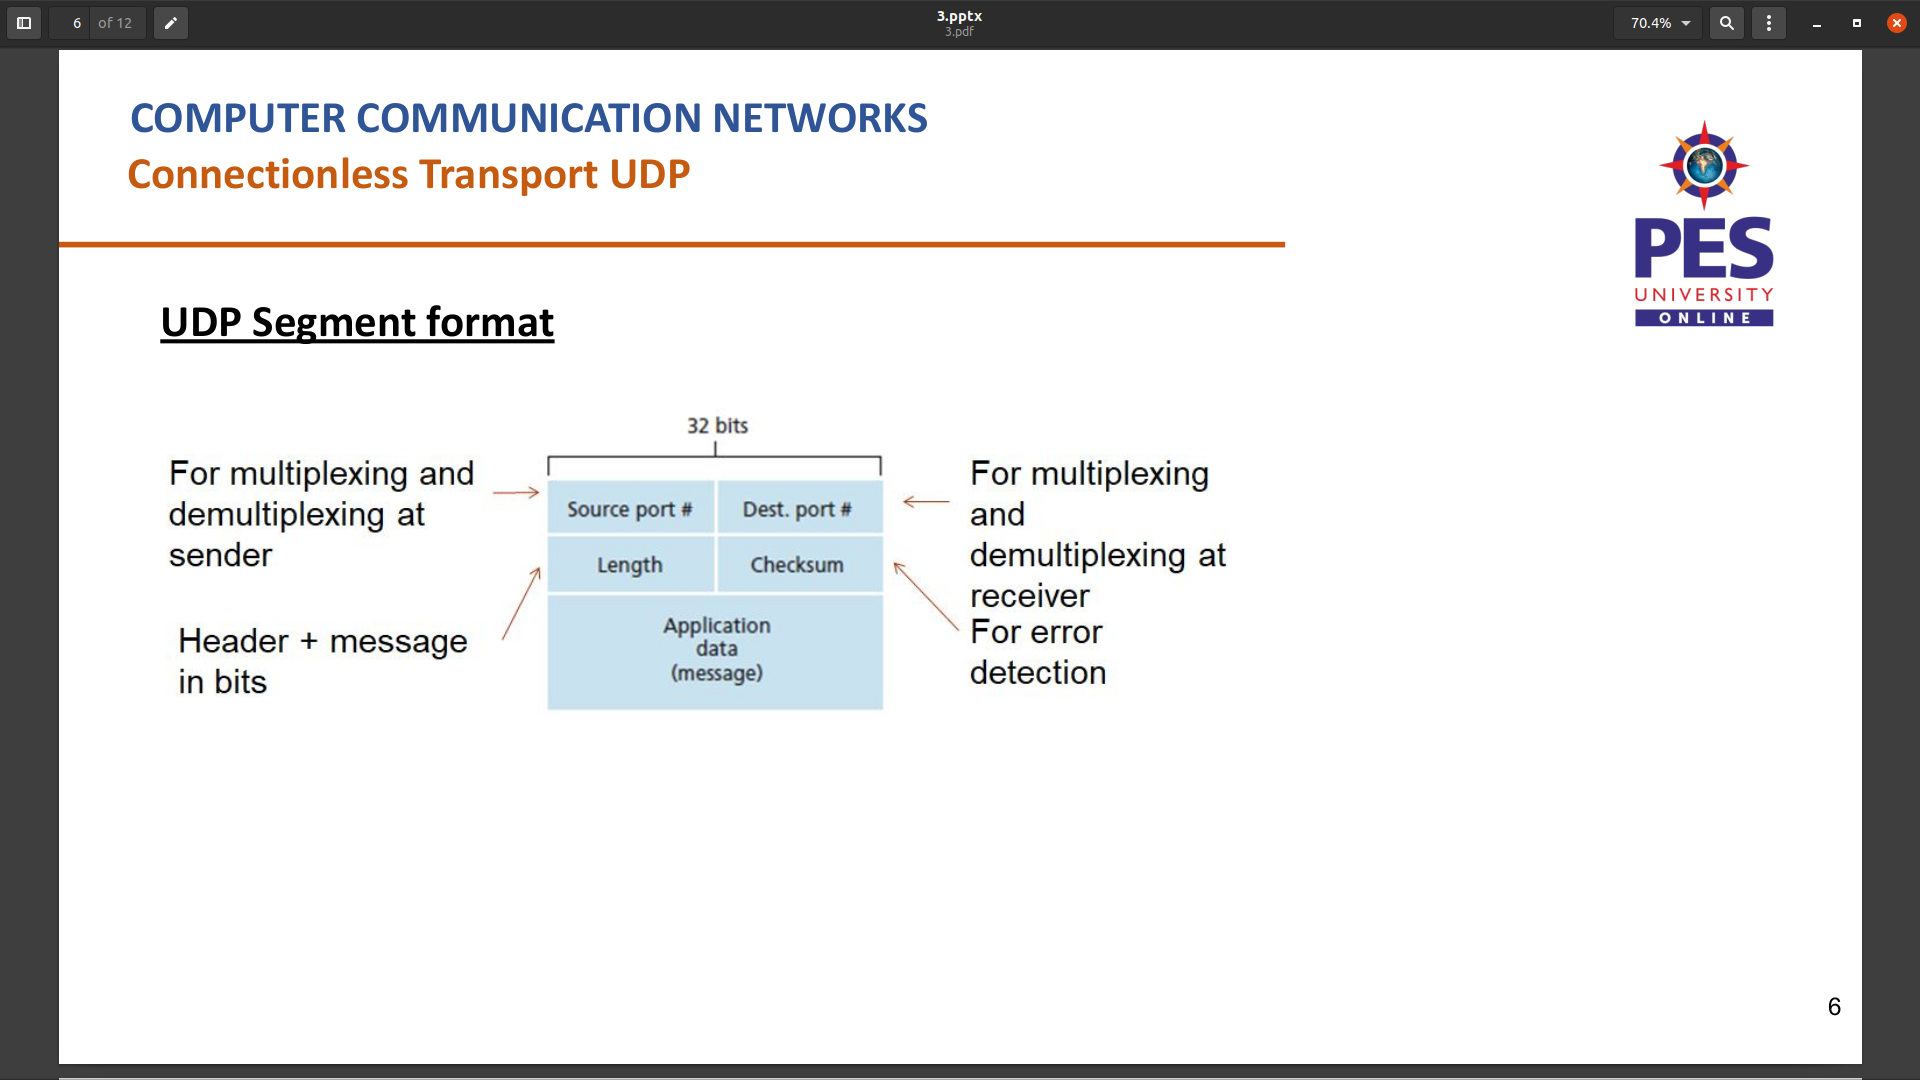 6 of 12
3.pptx
3.pdf
70.4%
COMPUTER COMMUNICATION NETWORKS
Connectionless Transport UDP
PES
UNIVERSITY
ONLINE
UDP Segment format
32 bits
For multiplexing and
demultiplexing at
sender
Header + message
in bits
Source port #
Dest. port #
Length
Checksum
Application
data
(message)
For multiplexing
and
demultiplexing at
receiver
For error
detection
6